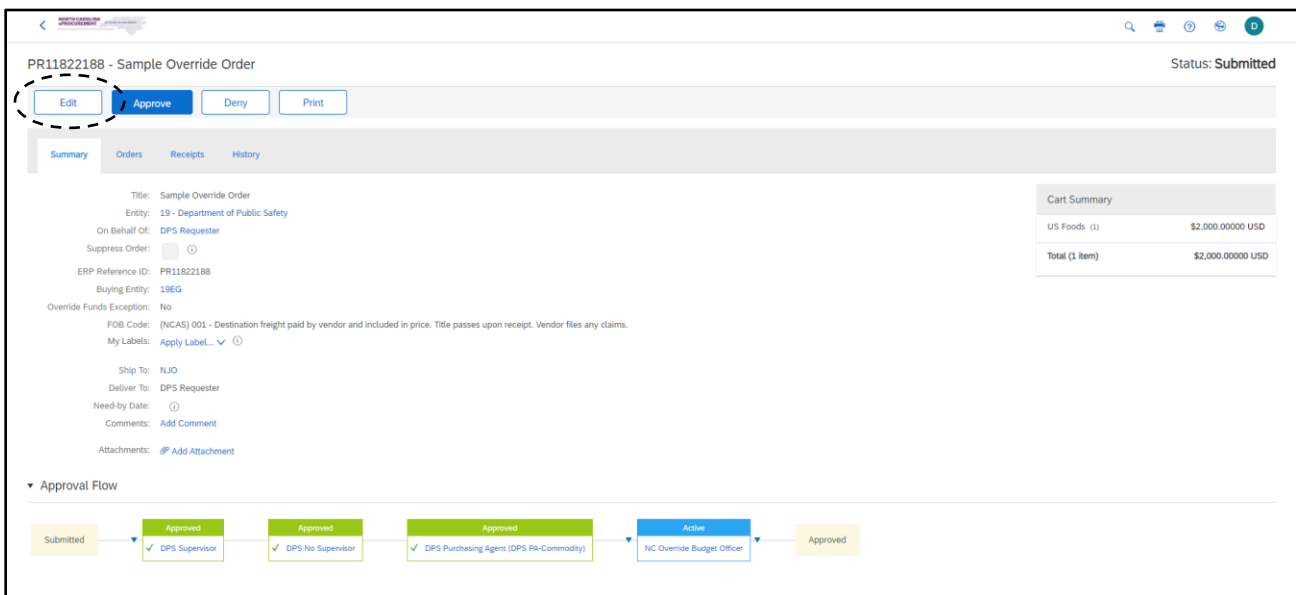 NORTH CAROLINA
ePROCUREMENT
D
PR11822188 - Sample Override Order
Status: Submitted
Edit
Approve
Deny
Print
Summary
Orders
Receipts
History
Title: Sample Override Order
Entity: 19 - Department of Public Safety
On Behalf Of: DPS Requester
Suppress Order:
ERP Reference ID: PR11822188
Buying Entity: 19EG
Override Funds Exception: No
FOB Code: (NCAS) 001 - Destination freight paid by vendor and included in price. Title passes upon receipt. Vendor files any claims.
My Labels: Apply Label...
Ship To: NJO
Deliver To: DPS Requester
Need-by Date:
Comments: Add Comment
Attachments: Add Attachment
Cart Summary
US Foods (1) $2,000.00000 USD
Total (1 item) $2,000.00000 USD
Approval Flow
Submitted
Approved
DPS Supervisor
Approved
DPS No Supervisor
Approved
DPS Purchasing Agent (DPS PA-Commodity)
Active
NC Override Budget Officer
Approved